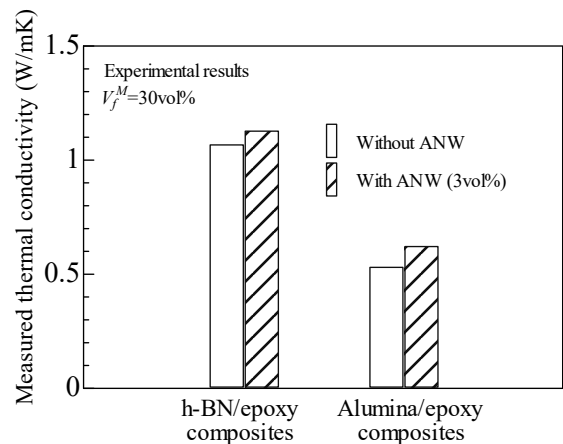 Measured thermal conductivity (W/mK)
1.5
1
0.5
0
Experimental results
V_f^M=30vol%
Without ANW
With ANW (3vol%)
h-BN/epoxy
composites
Alumina/epoxy
composites